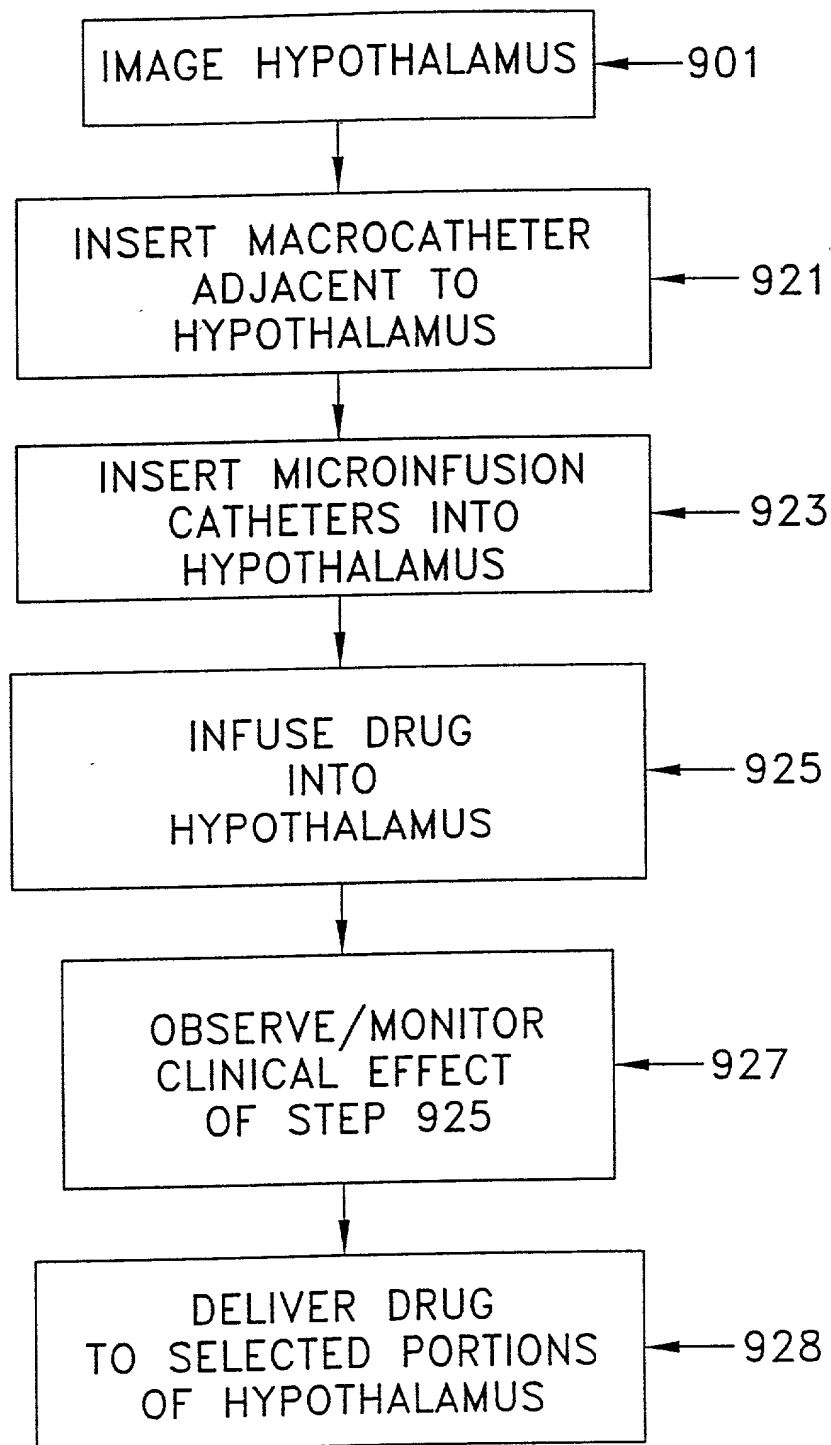 IMAGE HYPOTHALAMUS 901
INSERT MACROCATHETER
ADJACENT TO
HYPOTHALAMUS
921
INSERT MICROINFUSION
CATHETERS INTO
HYPOTHALAMUS
923
INFUSE DRUG
INTO
HYPOTHALAMUS
925
OBSERVE/MONITOR
CLINICAL EFFECT
OF STEP 925
927
DELIVER DRUG
TO SELECTED PORTIONS
OF HYPOTHALAMUS
928